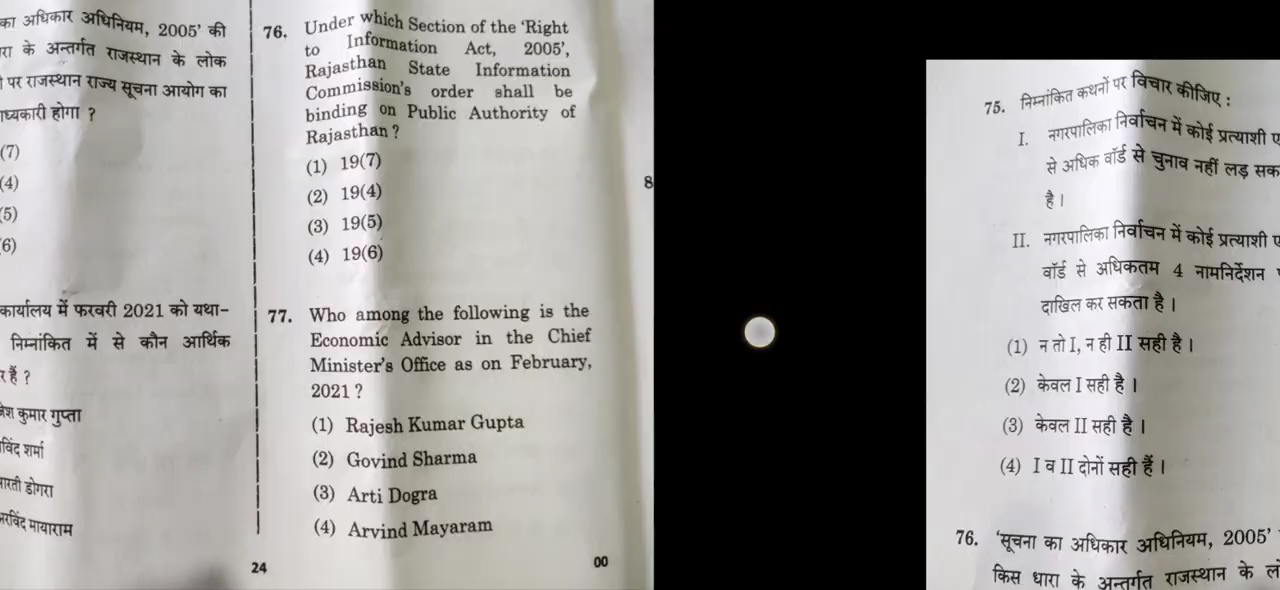 का अधिकार अधिनियम, 2005' की
के अन्तर्गत राजस्थान के लोक
पर राजस्थान राज्य सूचना आयोग का
होगा ?
(7)
(4)
(5)
6)
कार्यालय में फरवरी 2021 को यथा-
निम्नांकित में से कौन आर्थिक
हैं ?
कुमार गुप्ता
शर्मा
डोगरा
मायाराम
76. Under which Section of the 'Right
to Information Act, 2005',
Rajasthan State Information
Commission's order shall be
binding on Public Authority of
Rajasthan ?
(1) 19(7)
(2) 19(4)
(3) 19(5)
(4) 19(6)
77. Who among the following is the
Economic Advisor in the Chief
Minister's Office as on February,
2021 ?
(1) Rajesh Kumar Gupta
(2) Govind Sharma
(3) Arti Dogra
(4) Arvind Mayaram
24
00
8
75. निम्नांकित कथनों पर विचार कीजिए :
I. नगरपालिका निर्वाचन में कोई प्रत्याशी
से अधिक वॉर्ड से चुनाव नहीं लड़
है ।
II. नगरपालिका निर्वाचन में कोई प्रत्याशी
वॉर्ड से अधिकतम 4 नामनिर्देशन
दाखिल कर सकता है ।
(1) न तो I, न ही II सही है ।
(2) केवल I सही है ।
(3) केवल II सही है ।
(4) I व II दोनों सही हैं ।
76. 'सूचना का अधिकार अधिनियम, 2005'
किस धारा के अन्तर्गत राजस्थान के